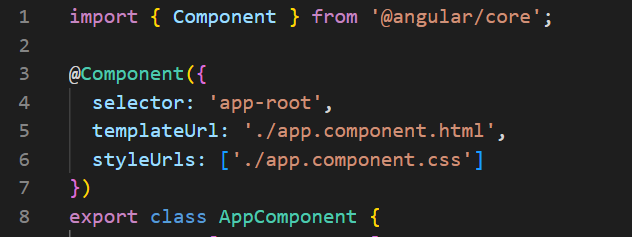 1 import { Component } from '@angular/core';
2
3 @Component({
4 selector: 'app-root',
5 templateUrl: './app.component.html',
6 styleUrls: ['./app.component.css']
7 })
8 export class AppComponent {